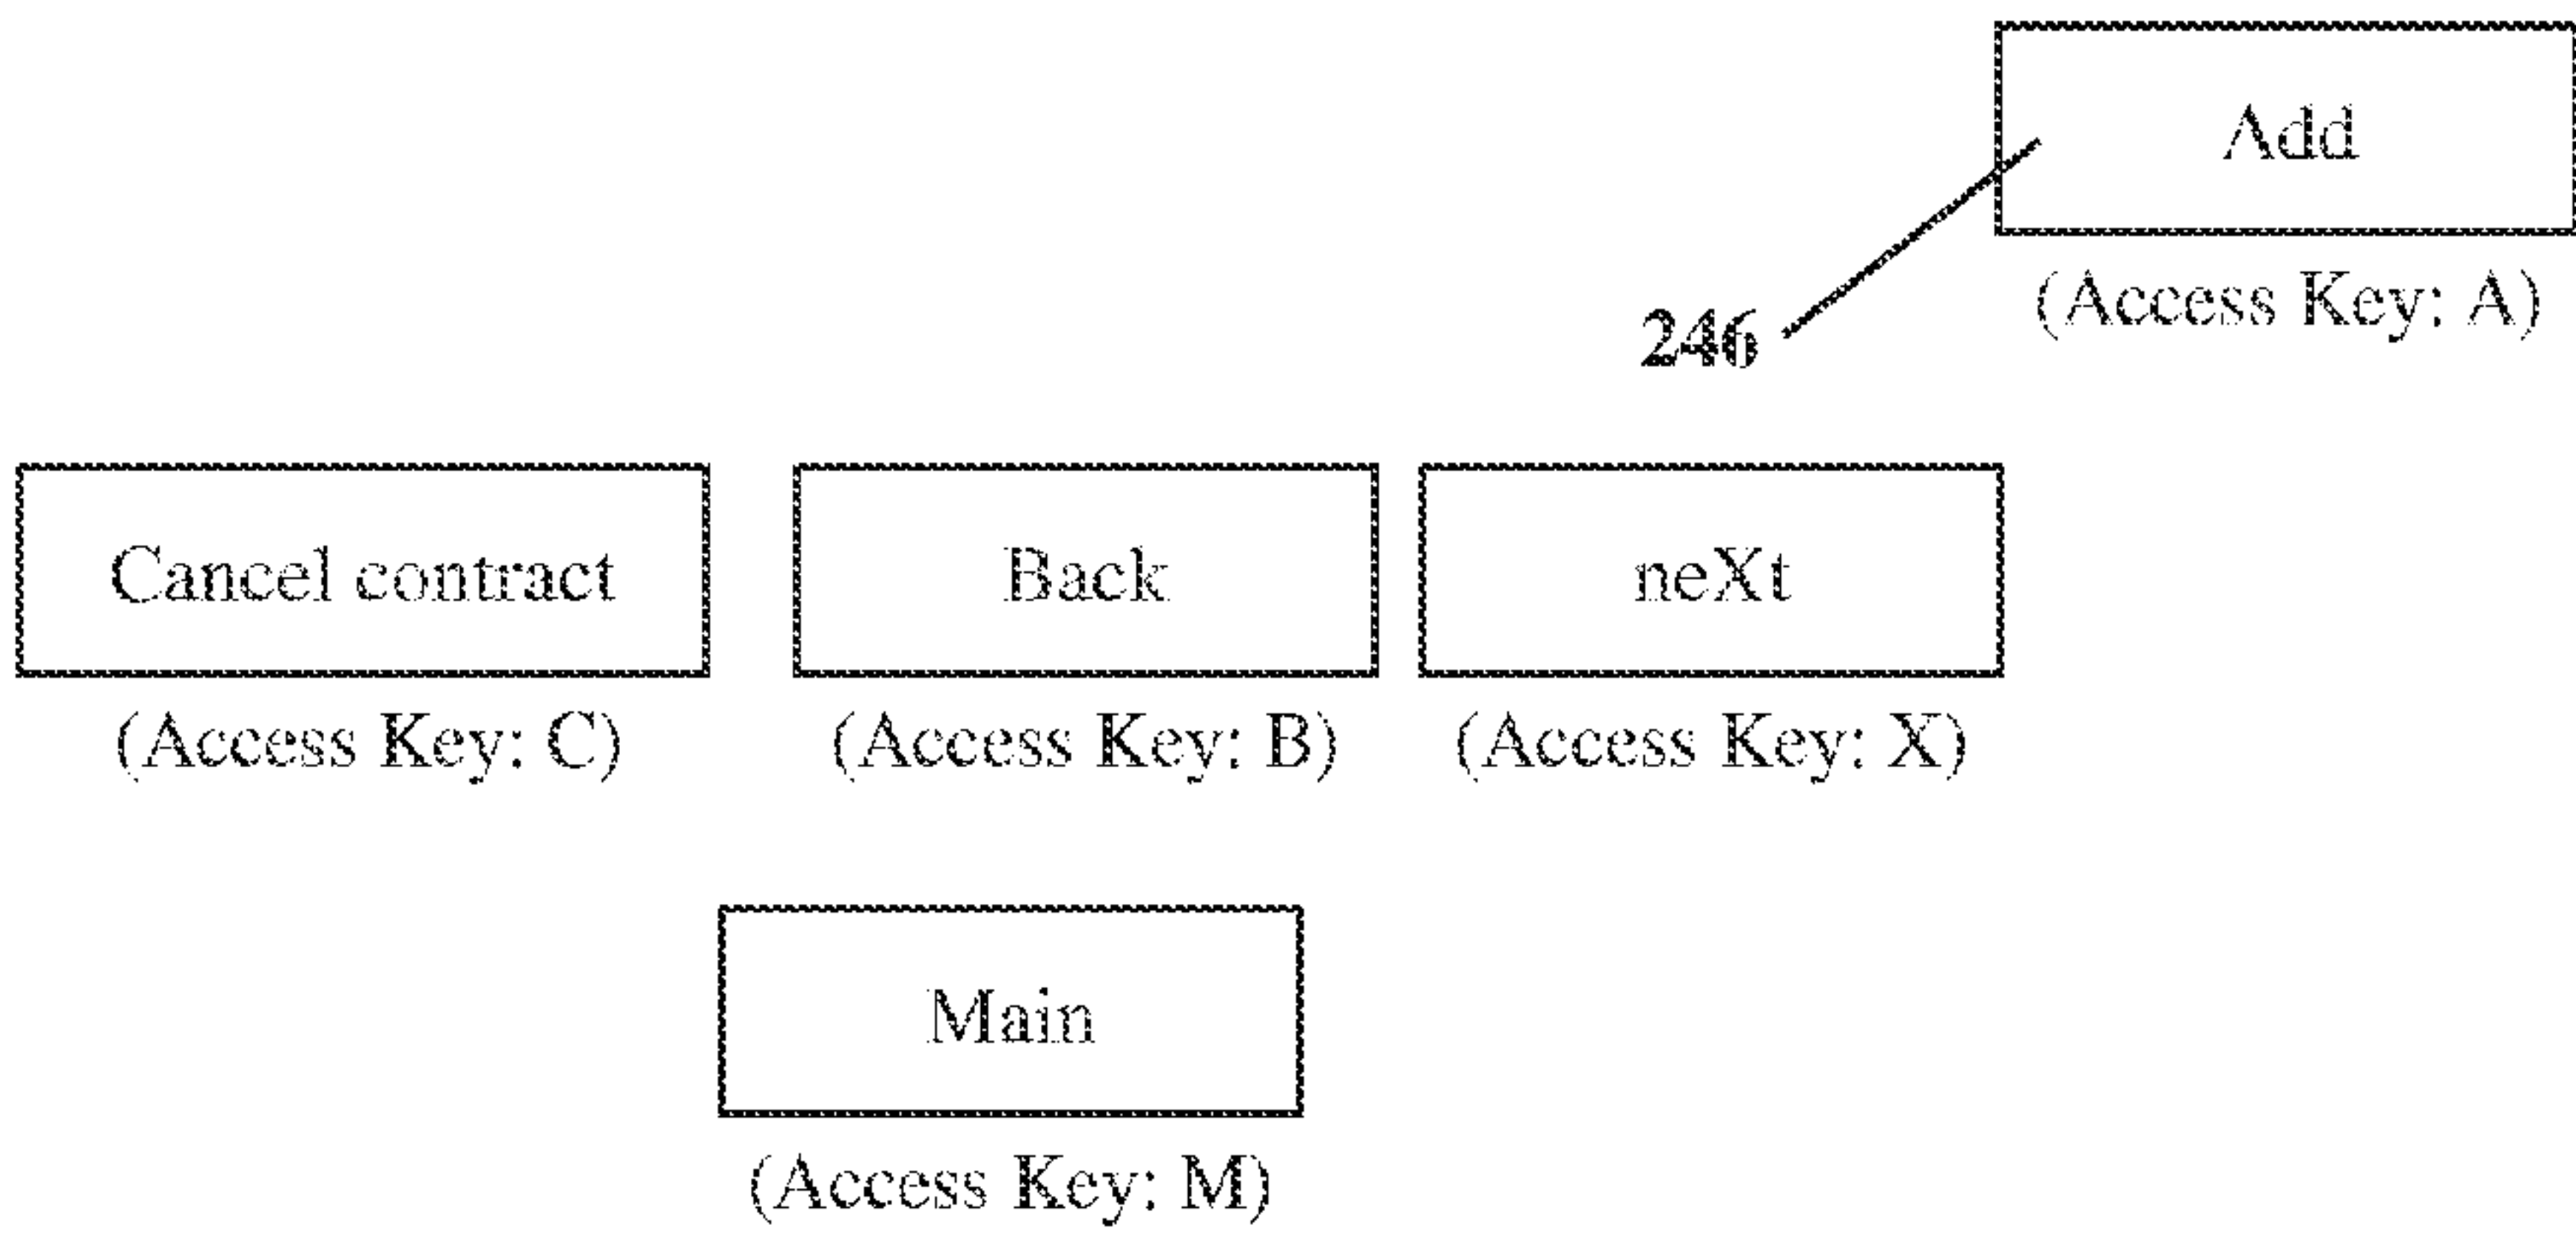 Add
(Access Key: A)
246
Cancel contract
Back
neXt
(Access Key: C)
(Access Key: B)
(Access Key: X)
Main
(Access Key: M)